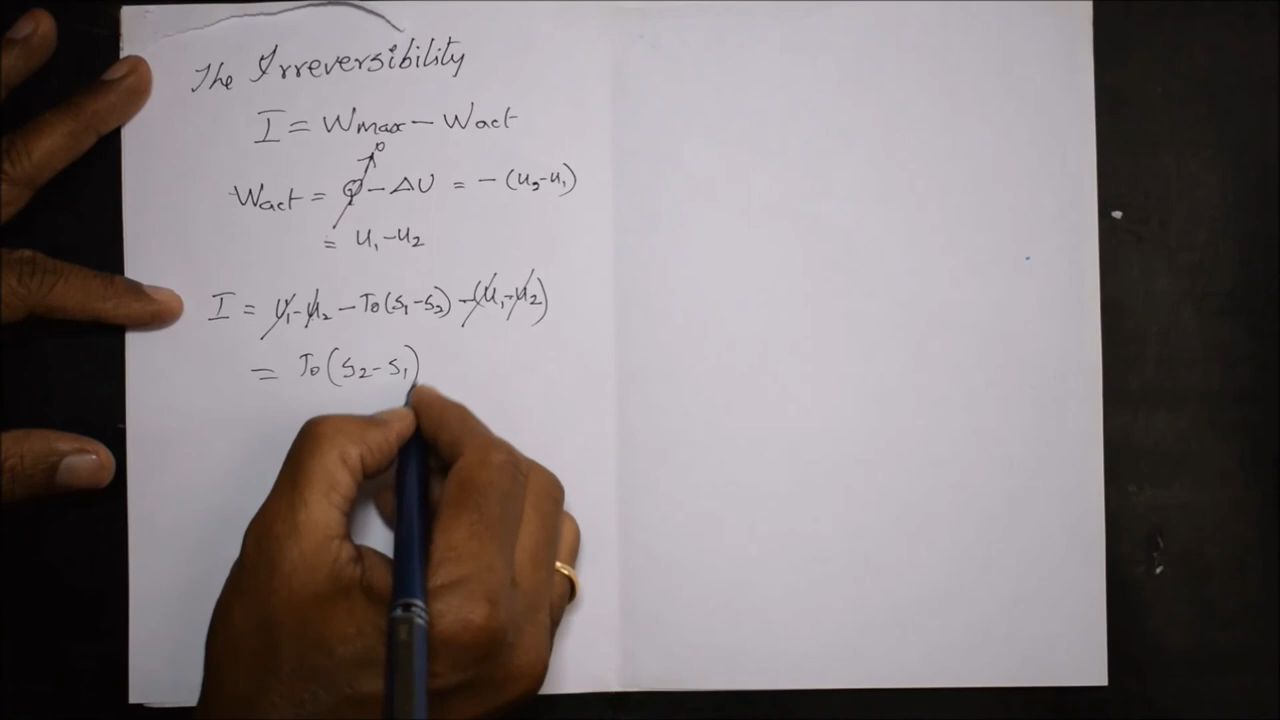 The Irreversibility
I = Wmax - Wact
Wact = Q - ΔU = - (U₂-U₁)
= U₁-U₂
I = U₁-U₂ - T₀(S₁-S₂) - (U₁-U₂)
= T₀(S₂-S₁)